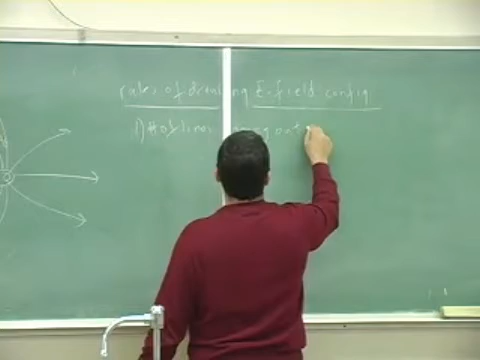 rules of drawing E-field config.
1) # of lines going out